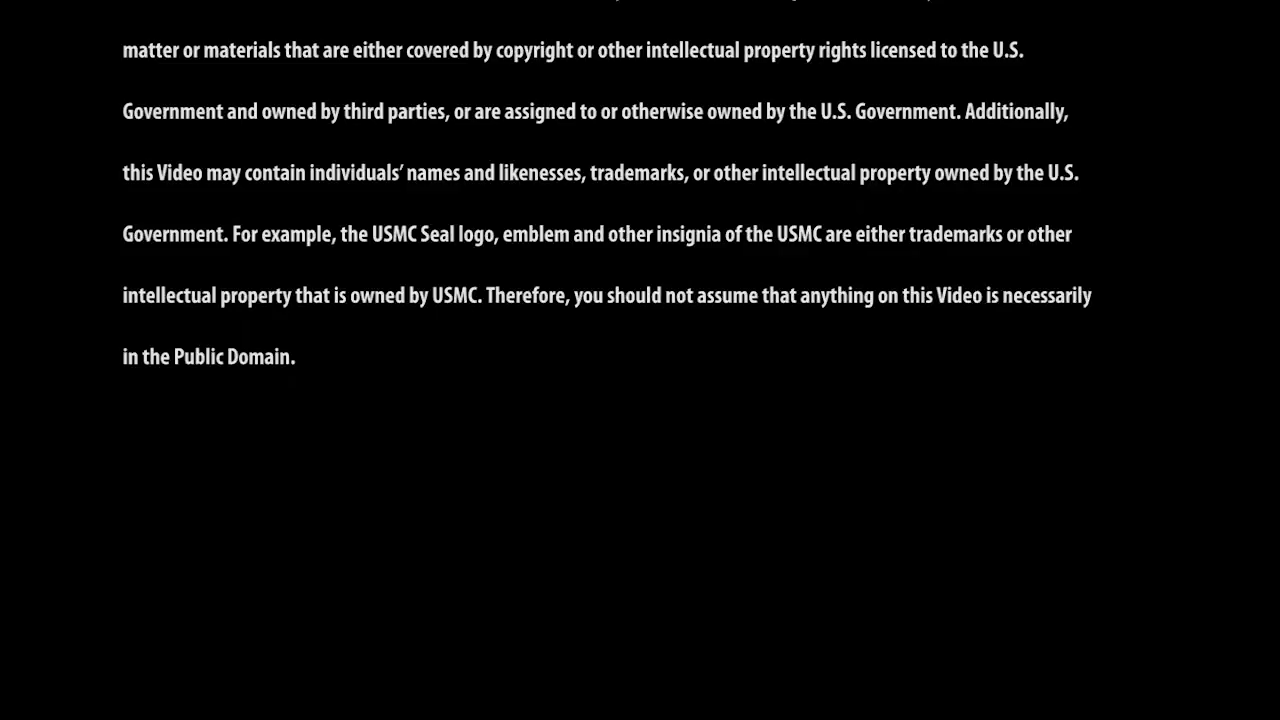 matter or materials that are either covered by copyright or other intellectual property rights licensed to the U.S.
Government and owned by third parties, or are assigned to or otherwise owned by the U.S. Government. Additionally,
this Video may contain individuals’ names and likenesses, trademarks, or other intellectual property owned by the U.S.
Government. For example, the USMC Seal logo, emblem and other insignia of the USMC are either trademarks or other
intellectual property that is owned by USMC. Therefore, you should not assume that anything on this Video is necessarily
in the Public Domain.